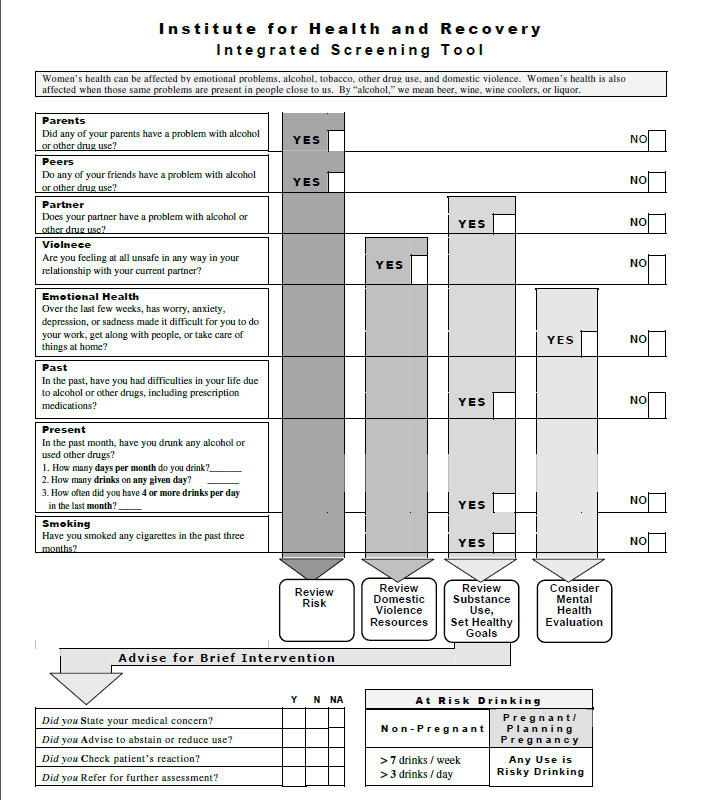 Institute for Health and Recovery
Integrated Screening Tool
Women's health can be affected by emotional problems, alcohol, tobacco, other drug use, and domestic violence. Women's health is also
affected when those same problems are present in people close to us. By "alcohol," we mean beer, wine, wine coolers, or liquor.
Parents
Did any of your parents have a problem with alcohol
or other drug use?
YES
NO
Peers
Do any of your friends have a problem with alcohol
or other drug use?
YES
NO
Partner
Does your partner have a problem with alcohol or
other drug use?
YES
NO
Violnece
Are you feeling at all unsafe in any way in your
relationship with your current partner?
YES
NO
Emotional Health
Over the last few weeks, has worry, anxiety,
depression, or sadness made it difficult for you to do
your work, get along with people, or take care of
things at home?
YES
NO
Past
In the past, have you had difficulties in your life due
to alcohol or other drugs, including prescription
medications?
YES
NO
Present
In the past month, have you drunk any alcohol or
used other drugs?
1. How many days per month do you drink?______
2. How many drinks on any given day? ______
3. How often did you have 4 or more drinks per day
in the last month? ____
YES
NO
Smoking
Have you smoked any cigarettes in the past three
months?
YES
NO
Review
Risk
Review
Domestic
Violence
Resources
Review
Substance
Use,
Set Healthy
Goals
Consider
Mental
Health
Evaluation
Advise for Brief Intervention
Y N NA
Did you State your medical concern?
Did you Advise to abstain or reduce use?
Did you Check patient's reaction?
Did you Refer for further assessment?
At Risk Drinking
Non-Pregnant
Pregnant/
Planning
Pregnancy
> 7 drinks / week
> 3 drinks / day
Any Use is
Risky Drinking